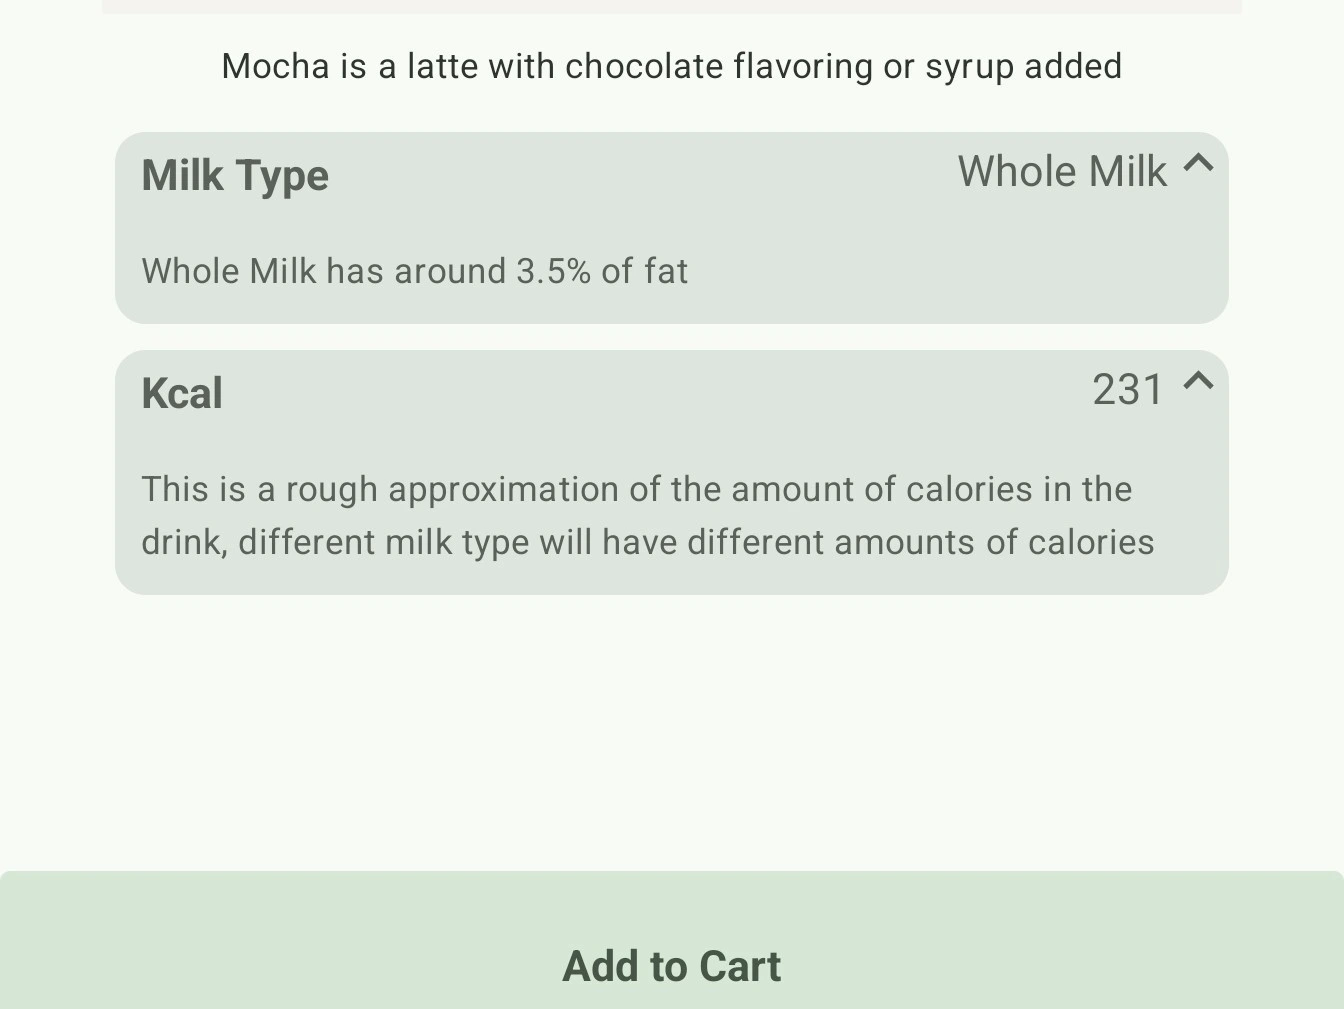 Mocha is a latte with chocolate flavoring or syrup added
Milk Type
Whole Milk
Whole Milk has around 3.5% of fat
Kcal
231
This is a rough approximation of the amount of calories in the
drink, different milk type will have different amounts of calories
Add to Cart